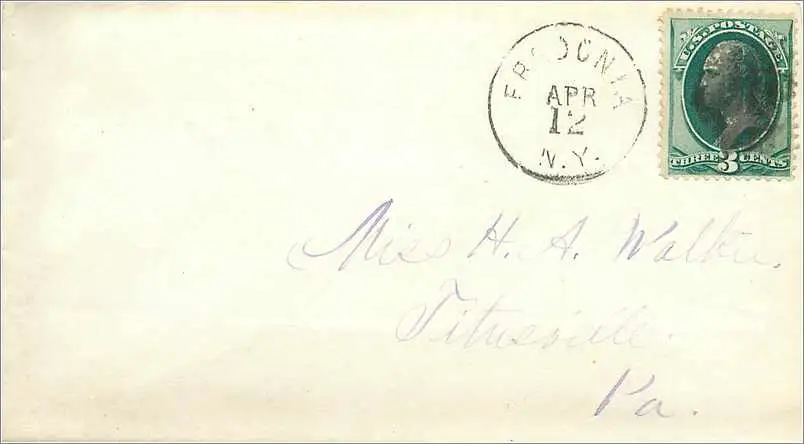 FREDONIA
APR
12
N.Y.
U.S. POSTAGE
THREE 3 CENTS
Miss H. A. Walker.
Titusville.
Pa.